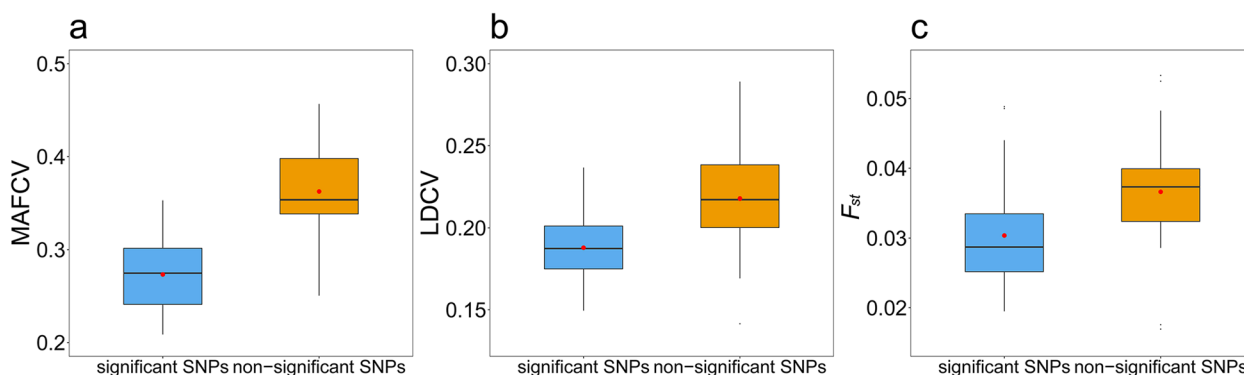 a
MAFCV
0.5
0.4
0.3
0.2
significant SNPs non−significant SNPs
b
LDCV
0.30
0.25
0.20
0.15
significant SNPs non−significant SNPs
c
Fst
0.05
0.04
0.03
0.02
significant SNPs non−significant SNPs